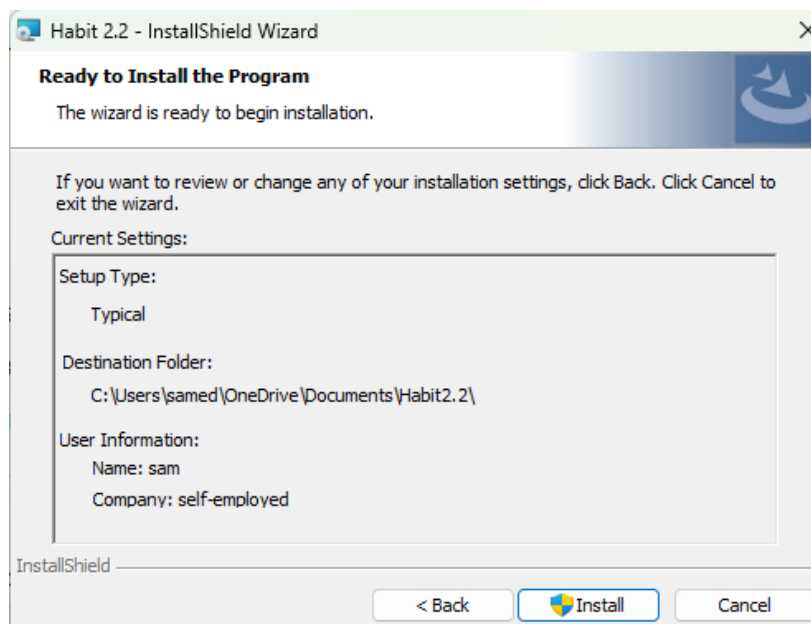 Habit 2.2 - InstallShield Wizard
Ready to Install the Program
The wizard is ready to begin installation.
If you want to review or change any of your installation settings, click Back. Click Cancel to
exit the wizard.
Current Settings:
Setup Type:
Typical
Destination Folder:
C:\Users\samed\OneDrive\Documents\Habit2.2\
User Information:
Name: sam
Company: self-employed
InstallShield
< Back
Install
Cancel